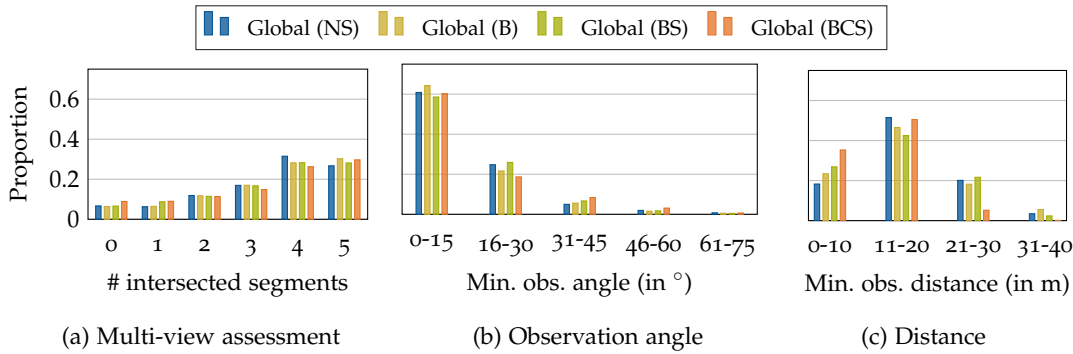 Global (NS) Global (B) Global (BS) Global (BCS)
Proportion
0.6
0.4
0.2
0
0 1 2 3 4 5
# intersected segments
(a) Multi-view assessment
0-15 16-30 31-45 46-60 61-75
Min. obs. angle (in °)
(b) Observation angle
0-10 11-20 21-30 31-40
Min. obs. distance (in m)
(c) Distance